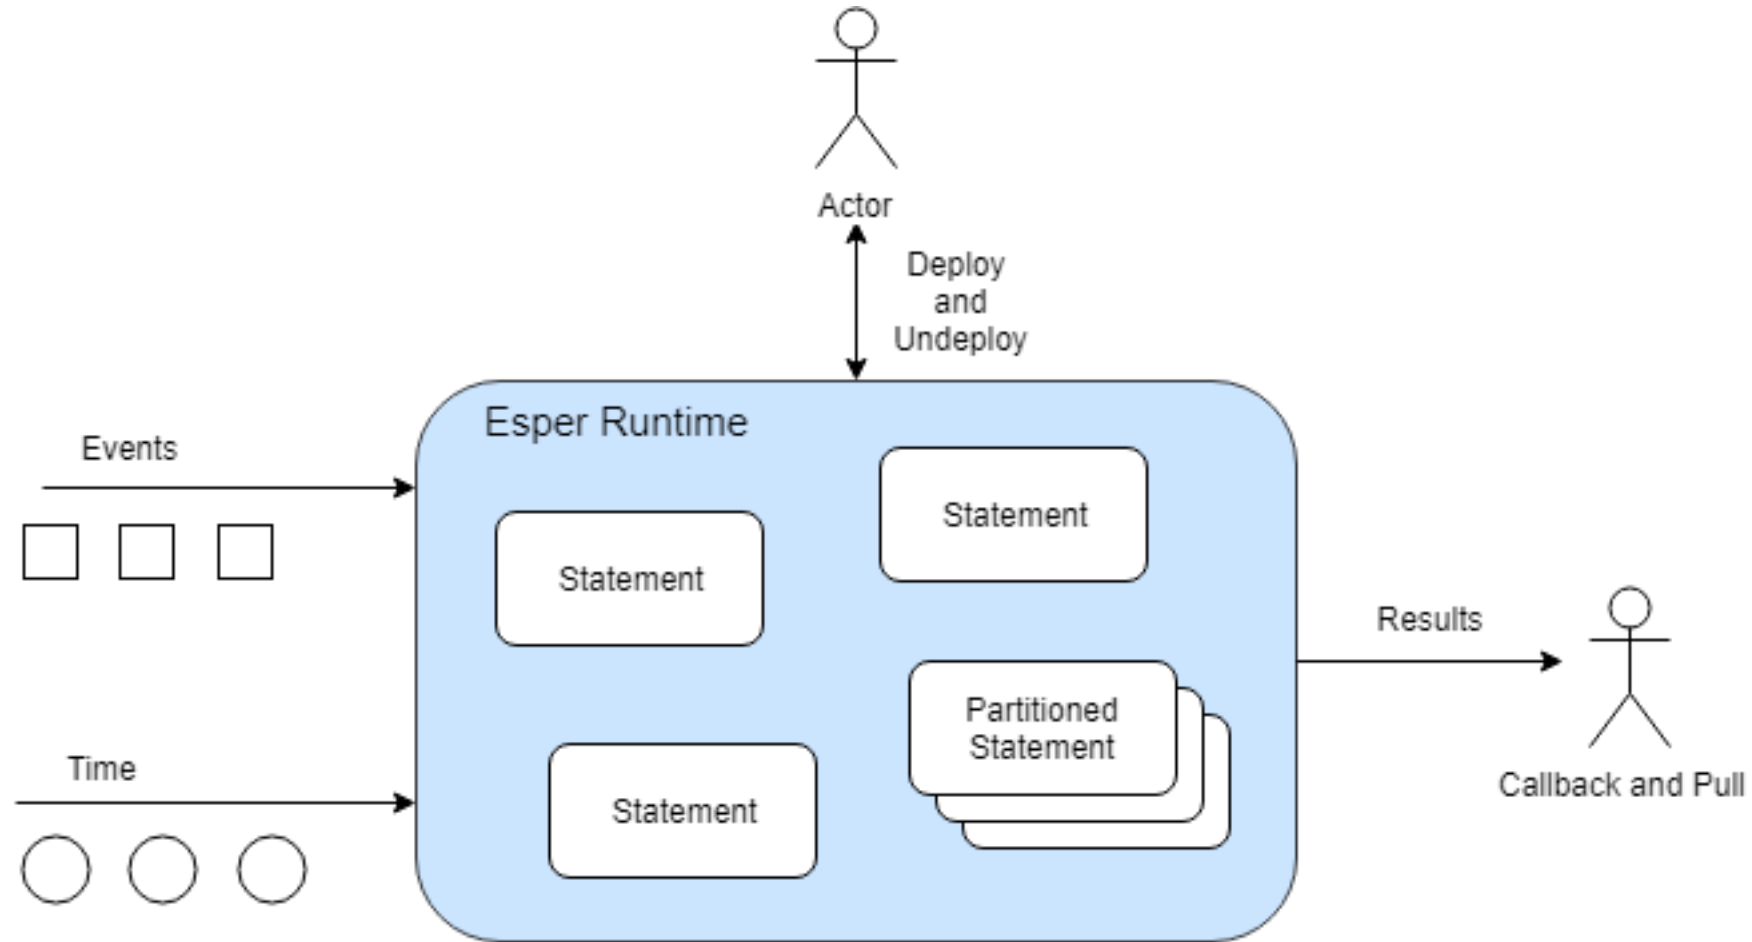 Actor
Deploy
and
Undeploy
Esper Runtime
Events
Statement
Statement
Results
Partitioned
Statement
Time
Statement
Callback and Pull